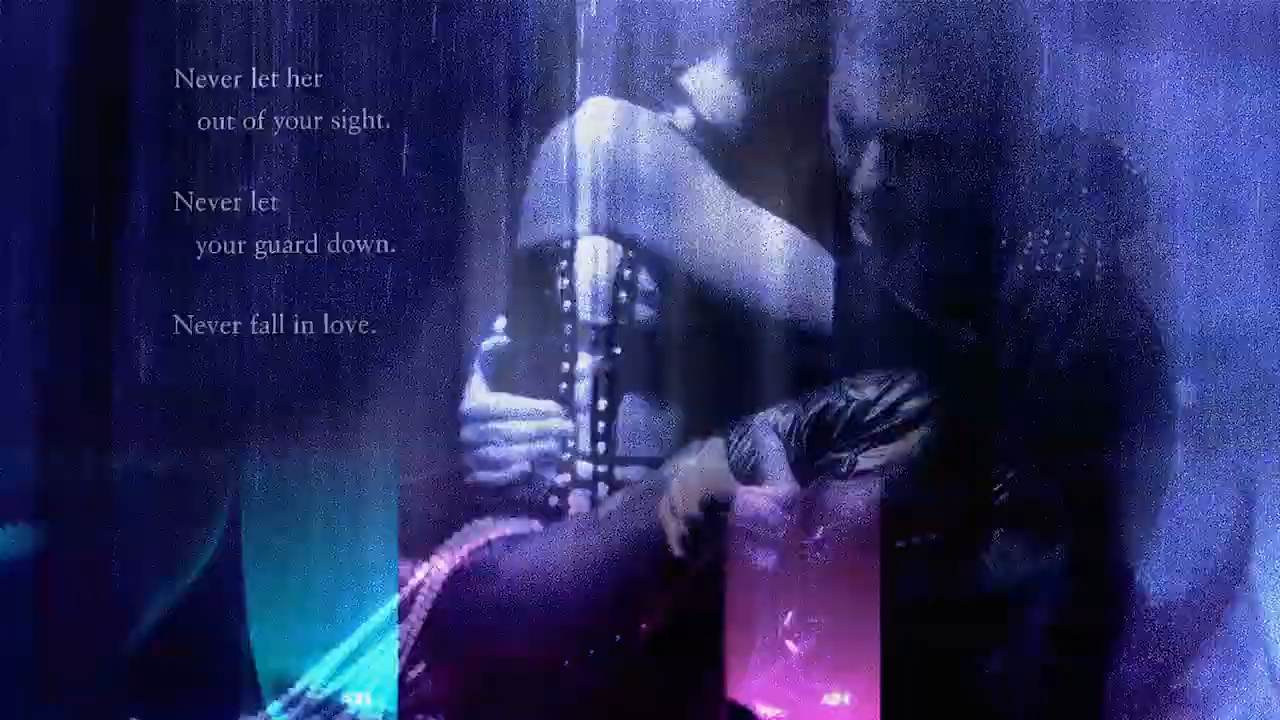 Never let her
out of your sight.
Never let
your guard down.
Never fall in love.